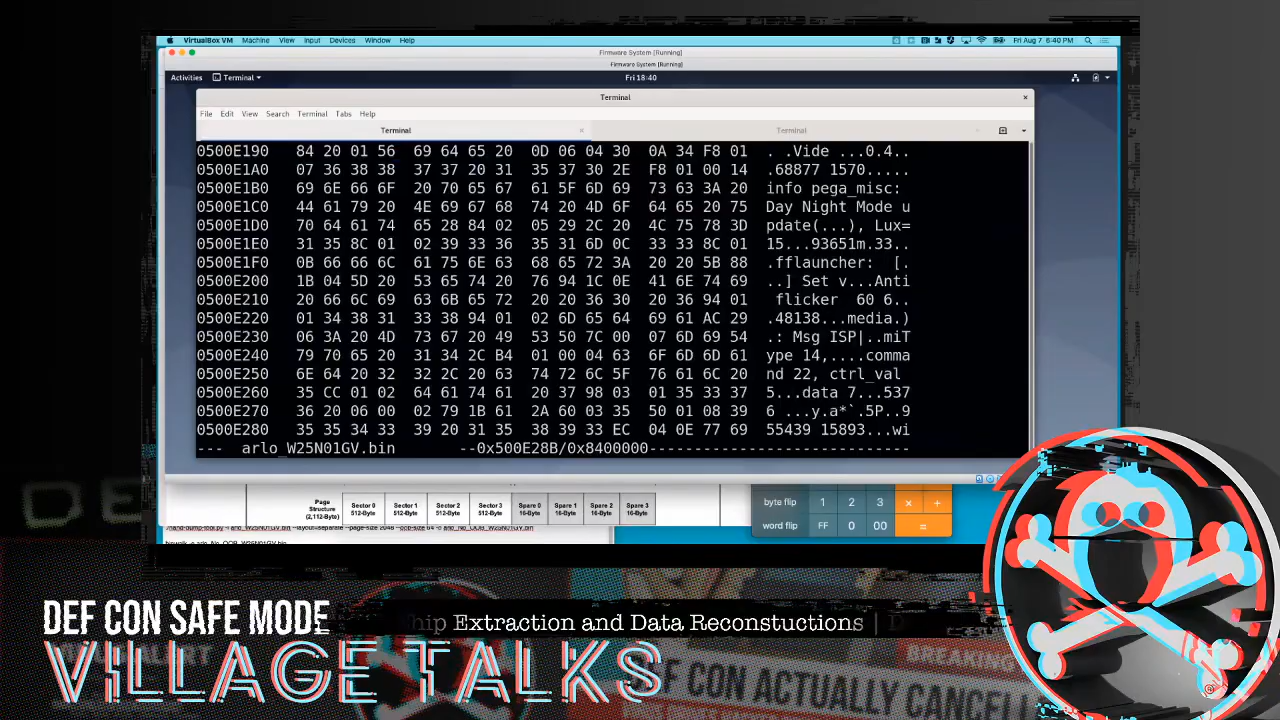 VirtualBox VM Machine View Input Devices Window Help Fri Aug 7 6:40 PM
Firmware System [Running]
Firmware System [Running]
Activities Terminal Fri 18:40
Terminal
File Edit View Search Terminal Tabs Help
Terminal Terminal
0500E190 84 20 01 56 69 64 65 20 0D 06 04 30 0A 34 F8 01 . .Vide ...0.4..
0500E1A0 07 36 38 38 37 37 20 31 35 37 30 2E F8 01 00 14 .68877 1570.....
0500E1B0 69 6E 66 6F 20 70 65 67 61 5F 6D 69 73 63 3A 20 info pega_misc:
0500E1C0 44 61 79 20 4E 69 67 68 74 20 4D 6F 64 65 20 75 Day Night Mode u
0500E1D0 70 64 61 74 65 28 84 02 05 29 2C 20 4C 75 78 3D pdate(...), Lux=
0500E1E0 31 35 8C 01 02 39 33 36 35 31 6D 0C 33 33 8C 01 15...93651m.33..
0500E1F0 0B 66 66 6C 61 75 6E 63 68 65 72 3A 20 20 5B 88 .fflauncher: [.
0500E200 1B 04 5D 20 53 65 74 20 76 94 1C 0E 41 6E 74 69 ..] Set v...Anti
0500E210 20 66 6C 69 63 6B 65 72 20 20 36 30 20 36 94 01 flicker 60 6..
0500E220 01 34 38 31 33 38 94 01 02 6D 65 64 69 61 AC 29 .48138...media.)
0500E230 06 3A 20 4D 73 67 20 49 53 50 7C 00 07 6D 69 54 .: Msg ISP|..miT
0500E240 79 70 65 20 31 34 2C B4 01 00 04 63 6F 6D 6D 61 ype 14,....comma
0500E250 6E 64 20 32 32 2C 20 63 74 72 6C 5F 76 61 6C 20 nd 22, ctrl_val
0500E260 35 CC 01 02 64 61 74 61 20 37 98 03 01 35 33 37 5...data 7...537
0500E270 36 20 06 00 02 79 1B 61 2A 60 03 35 50 01 08 39 6 ...y.a*`.5P..9
0500E280 35 35 34 33 39 20 31 35 38 39 33 EC 04 0E 77 69 55439 15893...wi
--- arlo_W25N01GV.bin --0x500E28B/0x8400000---------------------------
Page Structure (2,112-Byte) Sector 0 512-Byte Sector 1 512-Byte Sector 2 512-Byte Sector 3 512-Byte Spare 0 16-Byte Spare 1 16-Byte Spare 2 16-Byte Spare 3 16-Byte
byte flip 1 2 3 × +
word flip FF 0 00 =
DEF CON SAFE MODE
hip Extraction and Data Reconstuctions |
VILLAGE TALKS
DEF CON ACTUALLY CANCELL
BREAKING